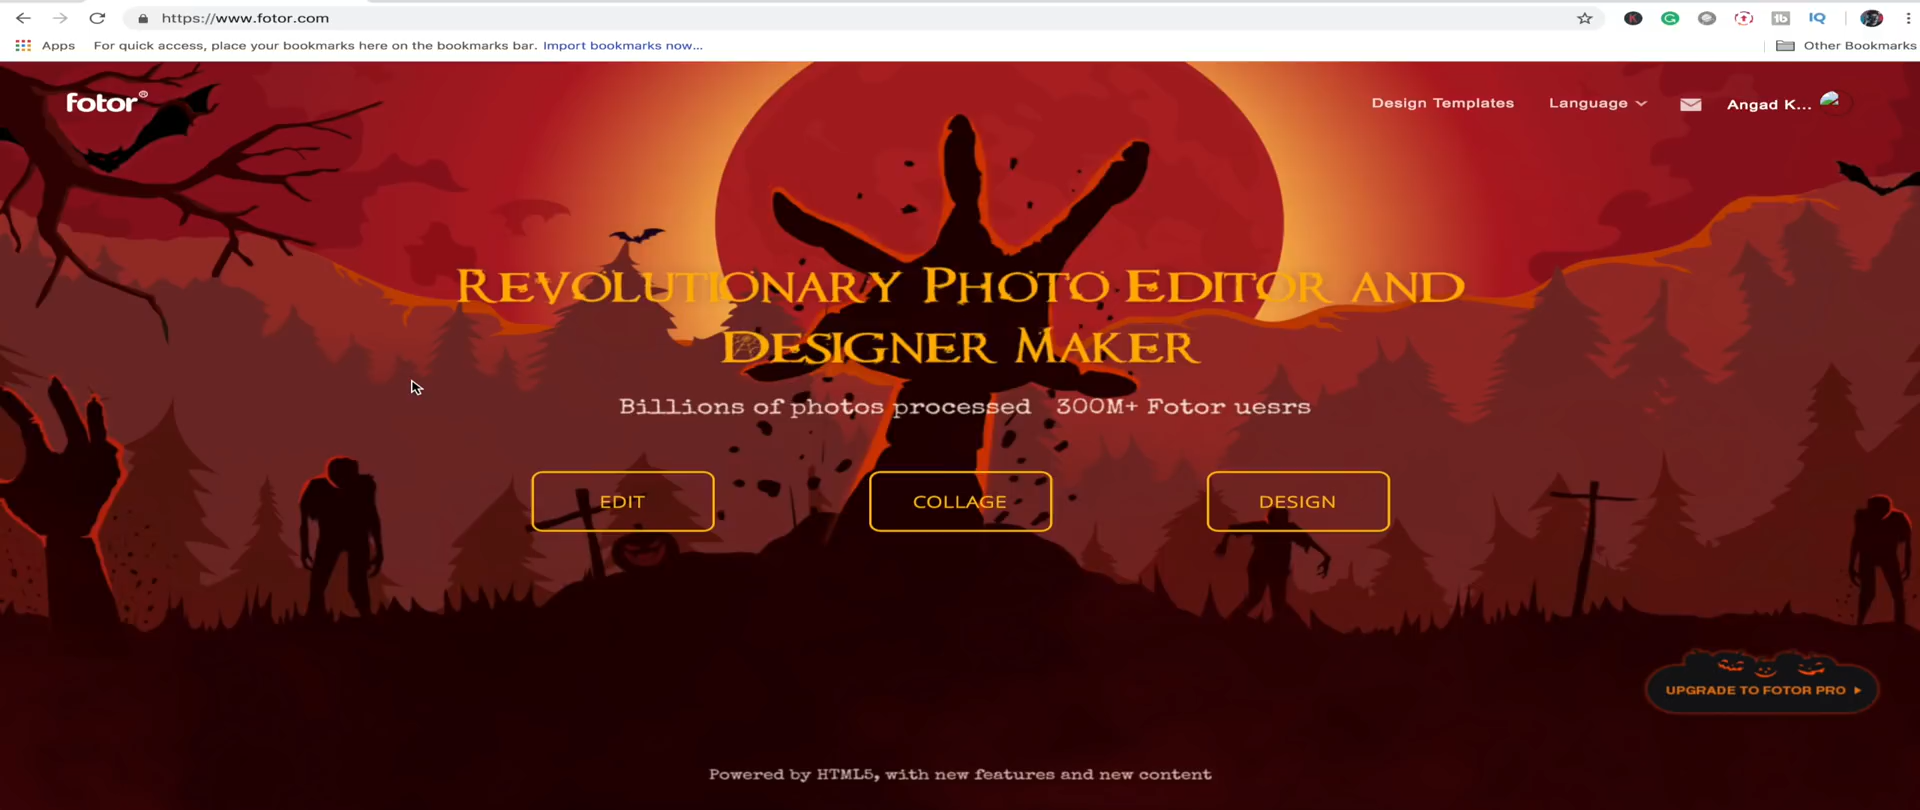 https://www.fotor.com
K
G
tb
IQ
Apps
For quick access, place your bookmarks here on the bookmarks bar. Import bookmarks now...
Other Bookmarks
fotor®
Design Templates
Language
Angad K...
Revolutionary Photo Editor and
Designer Maker
Billions of photos processed 300M+ Fotor uesrs
EDIT
COLLAGE
DESIGN
UPGRADE TO FOTOR PRO
Powered by HTML5, with new features and new content